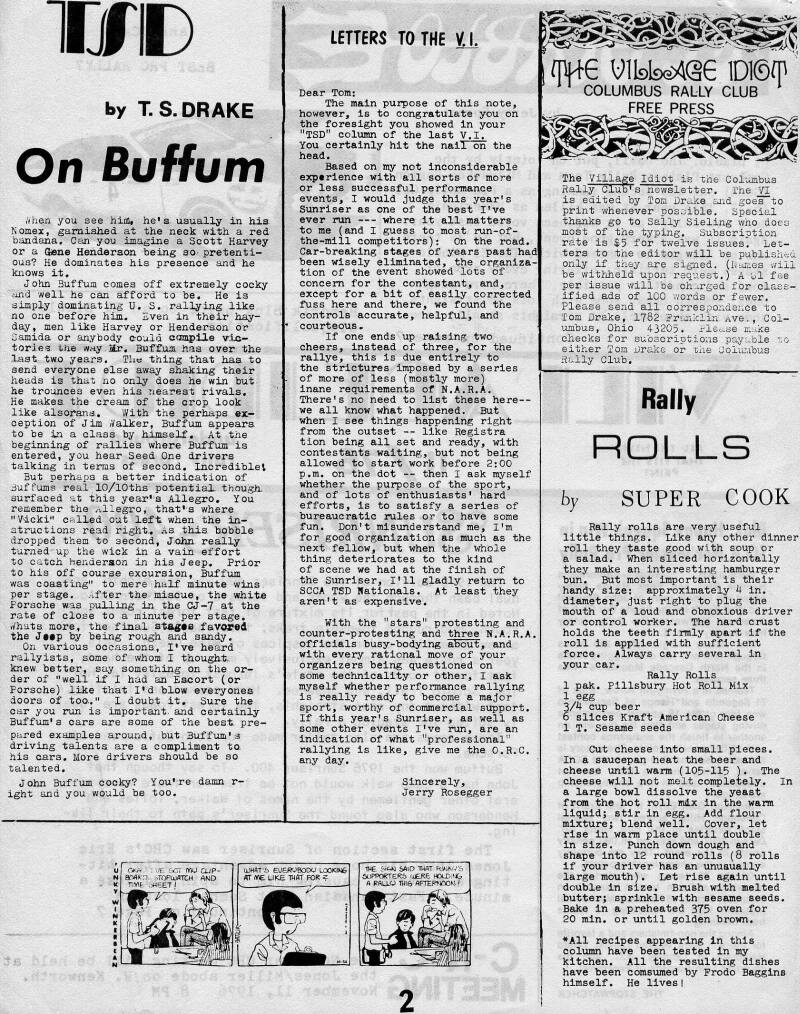 TSD
by T.S.DRAKE
On Buffum
When you see him, he's usually in his
Nomex, garnished at the neck with a red
bandana. Can you imagine a Scott Harvey
or a Gene Henderson being so pretenti-
ous? He dominates his presence and he
knows it.
John Buffum comes off extremely cocky
and well he can afford to be. He is
simply dominating U. S. rallying like
no one before him. Even in their hay-
day, men like Harvey or Henderson or
Samida or anybody could compile vic-
tories the way Mr. Buffum has over the
last two years. The thing that has to
send everyone else away shaking their
heads is that no only does he win but
he trounces even his nearest rivals.
He makes the cream of the crop look
like alsorans. With the perhaps ex-
ception of Jim Walker, Buffum appears
to be in a class by himself. At the
beginning of rallies where Buffum is
entered, you hear Seed One drivers
talking in terms of second. Incredible!
But perhaps a better indication of
Buffums real 10/10ths potential though
surfaced at this year's Allegro. You
remember the Allegro, that's where
"Vicki" called out left when the in-
structions read right. As this bobble
dropped them to second, John really
turned up the wick in a vain effort
to catch henderson in his Jeep. Prior
to his off course excursion, Buffum
was coasting" to mere half minute wins
per stage. After the miscue, the white
Porsche was pulling in the CJ-7 at the
rate of close to a minute per stage.
Whats more, the final stages favored
the Jeep by being rough and sandy.
On various occasions, I've heard
rallyists, some of whom I thought
knew better, say something on the or-
der of "well if I had an Escort (or
Porsche) like that I'd blow everyones
doors of too." I doubt it. Sure the
car you run is important and certainly
Buffum's cars are some of the best pre-
pared examples around, but Buffum's
driving talents are a compliment to
his cars. More drivers should be so
talented.
John Buffum cocky? You're damn r-
ight and you would be too.
LETTERS TO THE V.I.
Dear Tom:
The main purpose of this note,
however, is to congratulate you on
the foresight you showed in your
"TSD" column of the last V.I.
You certainly hit the nail on the
head.
Based on my not inconsiderable
experience with all sorts of more
or less successful performance
events, I would judge this year's
Sunriser as one of the best I've
ever run --- where it all matters
to me (and I guess to most run-of-
the-mill competitors): On the road.
Car-breaking stages of years past had
been wisely eliminated, the organiza-
tion of the event showed lots of
concern for the contestant, and,
except for a bit of easily corrected
fuss here and there, we found the
controls accurate, helpful, and
courteous.
If one ends up raising two
cheers, instead of three, for the
rallye, this is due entirely to
the strictures imposed by a series
of more of less (mostly more)
inane requirements of N.A.R.A.
There's no need to list these here--
we all know what happened. But
when I see things happening right
from the outset -- like Registra
tion being all set and ready, with
contestants waiting, but not being
allowed to start work before 2:00
p.m. on the dot -- then I ask myself
whether the purpose of the sport,
and of lots of enthusiasts' hard
efforts, is to satisfy a series of
bureaucratic rules or to have some
fun. Don't misunderstand me, I'm
for good organization as much as the
next fellow, but when the whole
thing deteriorates to the kind
of scene we had at the finish of
the Sunriser, I'll gladly return to
SCCA TSD Nationals. At least they
aren't as expensive.
With the "stars" protesting and
counter-protesting and three N.A.R.A.
officials busy-bodying about, and
with every rational move of your
organizers being questioned on
some technicality or other, I ask
myself whether performance rallying
is really ready to become a major
sport, worthy of commercial support.
If this year's Sunriser, as well as
some other events I've run, are an
indication of what "professional"
rallying is like, give me the O.R.C.
any day.
Sincerely,
Jerry Rosegger
THE VILLAGE IDIOT
COLUMBUS RALLY CLUB
FREE PRESS
The Village Idiot is the Columbus
Rally Club's newsletter. The VI
is edited by Tom Drake and goes to
print whenever possible. Special
thanks go to Sally Sieling who does
most of the typing. Subscription
rate is $5 for twelve issues. Let-
ters to the editor will be published
only if they are signed. (Names will
be withheld upon request.) A $1 fee
per issue will be charged for class-
ified ads of 100 words or fewer.
Please send all correspondence to
Tom Drake, 1782 Franklin Ave., Col-
umbus, Ohio 43205. Please make
checks for subscriptions payable to
either Tom Drake or the Columbus
Rally Club.
Rally
ROLLS
by SUPER COOK
Rally rolls are very useful
little things. Like any other dinner
roll they taste good with soup or
a salad. When sliced horizontally
they make an interesting hamburger
bun. But most important is their
handy size; approximately 4 in.
diameter, just right to plug the
mouth of a loud and obnoxious driver
or control worker. The hard crust
holds the teeth firmly apart if the
roll is applied with sufficient
force. Always carry several in
your car.
Rally Rolls
1 pak. Pillsbury Hot Roll Mix
1 egg
3/4 cup beer
6 slices Kraft American Cheese
1 T. Sesame seeds
Cut cheese into small pieces.
In a saucepan heat the beer and
cheese until warm (105-115 ). The
cheese will not melt completely. In
a large bowl dissolve the yeast
from the hot roll mix in the warm
liquid; stir in egg. Add flour
mixture; blend well. Cover, let
rise in warm place until double
in size. Punch down dough and
shape into 12 round rolls (8 rolls
if your driver has an unusually
large mouth). Let rise again until
double in size. Brush with melted
butter; sprinkle with sesame seeds.
Bake in a preheated 375 oven for
20 min. or until golden brown.
*All recipes appearing in this
column have been tested in my
kitchen. All the resulting dishes
have been comsumed by Frodo Baggins
himself. He lives!
FUNKY WINKERBEAN
OKAY I'VE GOT MY CLIP-
BOARD STOPWATCH AND
TIME SHEET!
WHAT'S EVERYBODY LOOKING
AT ME LIKE THAT FOR?
THE SIGN SAID THAT FUNKY'S
SUPPORTERS WERE HOLDING
A RALLY THIS AFTERNOON!
2